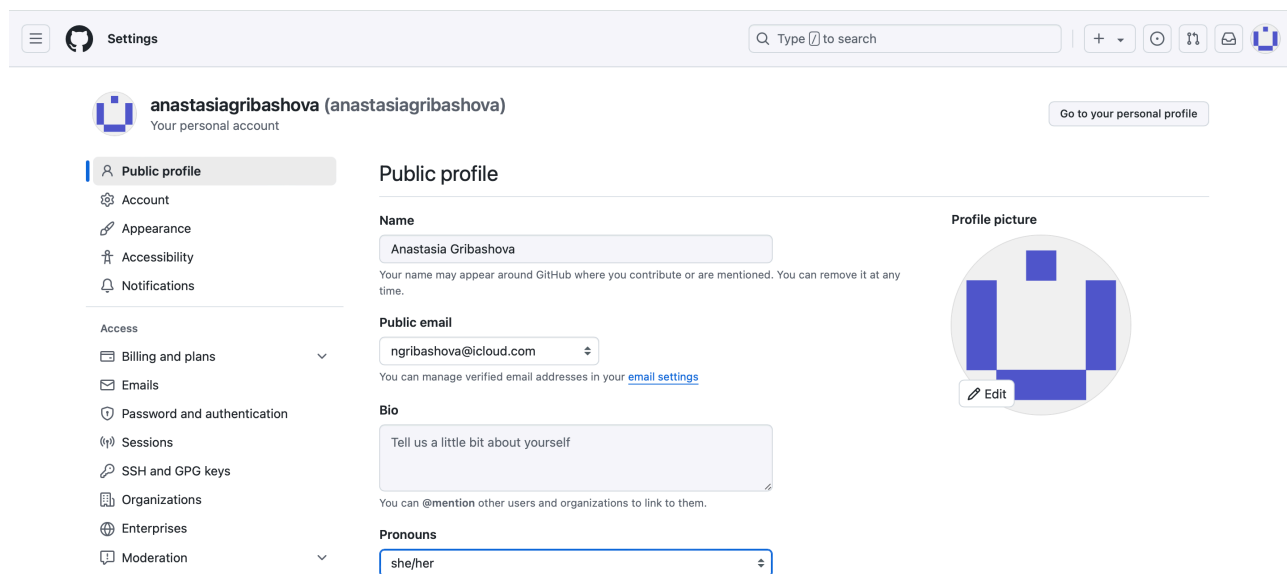 Settings
Type / to search
anastasiagribashova (anastasiagribashova)
Your personal account
Go to your personal profile
Public profile
Account
Appearance
Accessibility
Notifications
Access
Billing and plans
Emails
Password and authentication
Sessions
SSH and GPG keys
Organizations
Enterprises
Moderation
Public profile
Name
Anastasia Gribashova
Your name may appear around GitHub where you contribute or are mentioned. You can remove it at any
time.
Public email
ngribashova@icloud.com
You can manage verified email addresses in your email settings
Bio
Tell us a little bit about yourself
You can @mention other users and organizations to link to them.
Pronouns
she/her
Profile picture
Edit